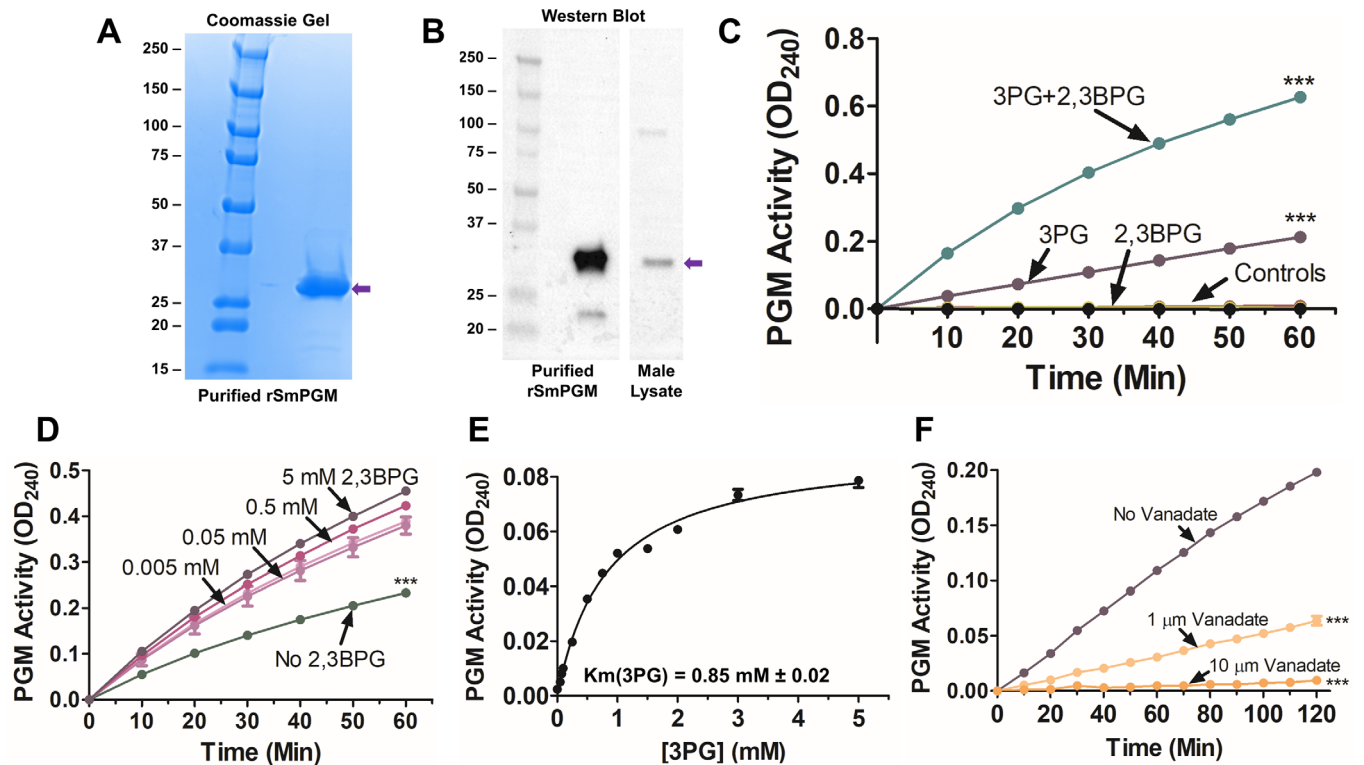 A
Coomassie Gel
250 –
150 –
100 –
75 –
50 –
37 –
25 –
20 –
15 –
Purified rSmPGM
B
Western Blot
250 –
150 –
100 –
75 –
50 –
37 –
25 –
20 –
Purified rSmPGM
Male Lysate
C
PGM Activity (OD240)
0.8
0.6
0.4
0.2
0.0
3PG+2,3BPG
***
3PG
2,3BPG
***
Controls
10 20 30 40 50 60
Time (Min)
D
PGM Activity (OD240)
0.5
0.4
0.3
0.2
0.1
0.0
5 mM 2,3BPG
0.5 mM
0.05 mM
0.005 mM
***
No 2,3BPG
0 10 20 30 40 50 60
Time (Min)
E
PGM Activity (OD240)
0.08
0.06
0.04
0.02
0.00
Km(3PG) = 0.85 mM ± 0.02
0 1 2 3 4 5
[3PG] (mM)
F
PGM Activity (OD240)
0.20
0.15
0.10
0.05
0.00
No Vanadate
1 μm Vanadate
***
10 μm Vanadate
***
0 20 40 60 80 100 120
Time (Min)